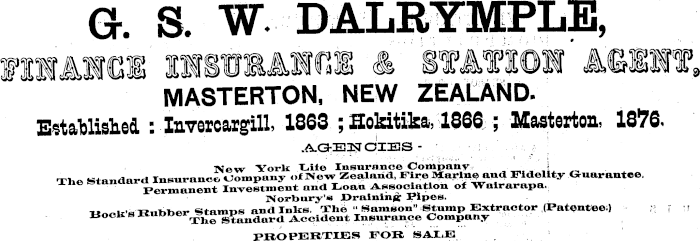 G. S. W. DALRYMPLE,
FINANCE INSURANCE & STATION AGENT,
MASTERTON, NEW ZEALAND.
Established : Invercargill, 1863 ; Hokitika, 1866 ; Masterton, 1876.
AGENCIES -
New York Life Insurance Company
The Standard Insurance Company of New Zealand, Fire Marine and Fidelity Guarantee.
Permanent Investment and Loan Association of Wairarapa.
Norbury's Draining Pipes.
Bock's Rubber Stamps and Inks. The "Samson" Stamp Extractor (Patentee.)
The Standard Accident Insurance Company
PROPERTIES FOR SALE